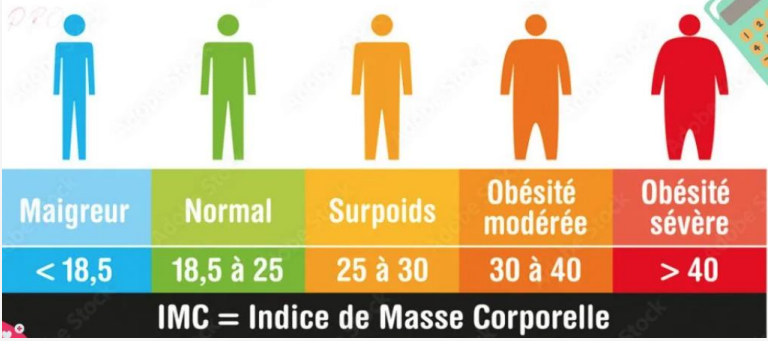 Maigreur
Normal
Surpoids
Obésité
modérée
Obésité
sévère
< 18,5
18,5 à 25
25 à 30
30 à 40
> 40
IMC = Indice de Masse Corporelle